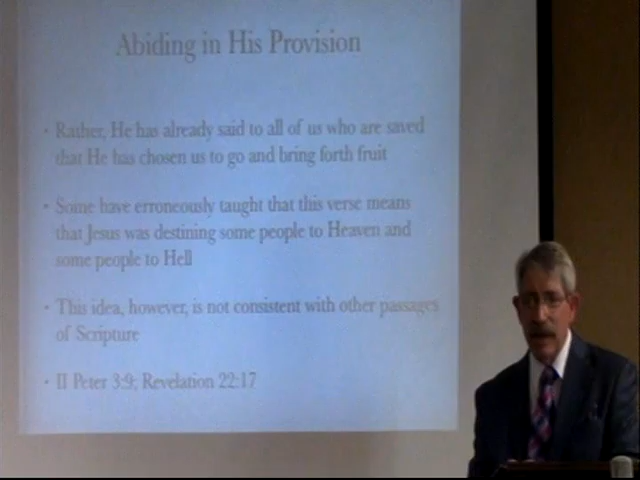 Abiding in His Provision
• Rather, He has already said to all of us who are saved
that He has chosen us to go and bring forth fruit
• Some have erroneously taught that this verse means
that Jesus was destining some people to Heaven and
some people to Hell
• This idea, however, is not consistent with other passages
of Scripture
• II Peter 3:9; Revelation 22:17